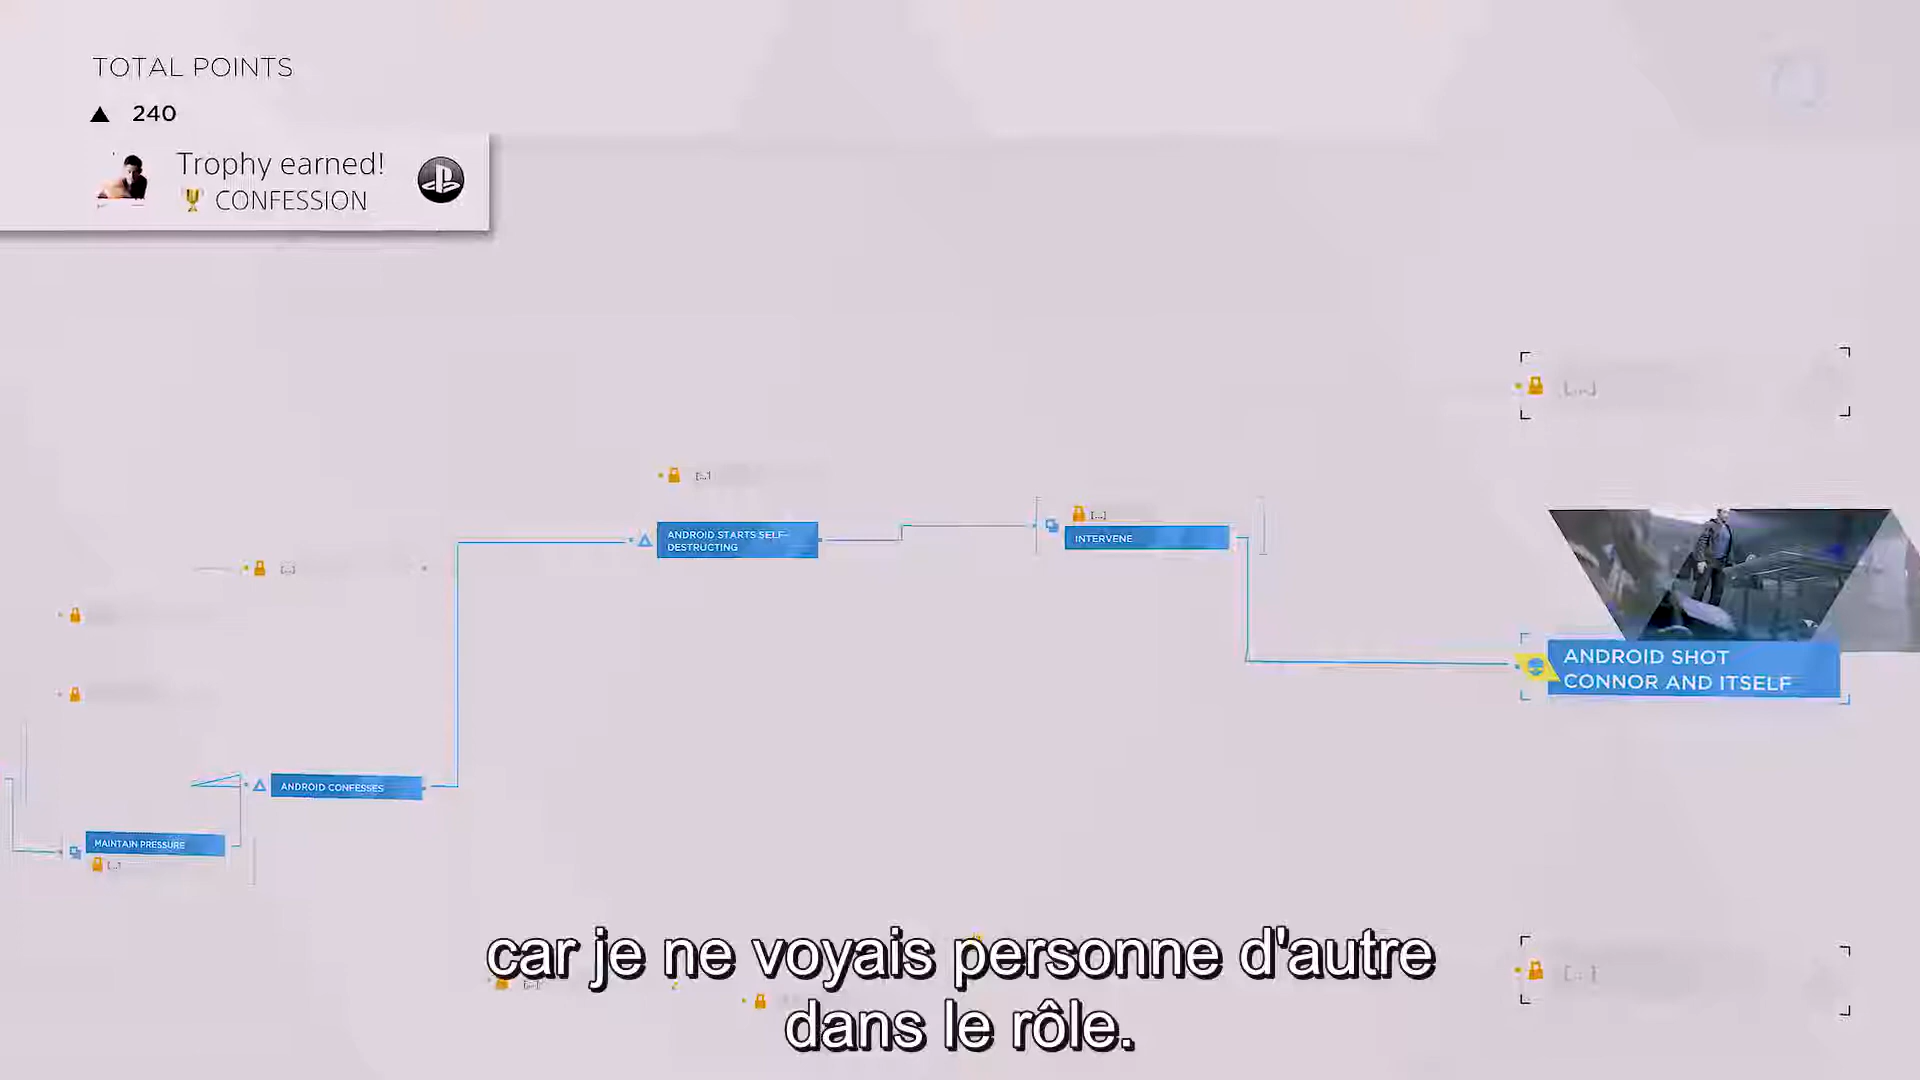 TOTAL POINTS
240
Trophy earned!
CONFESSION
[...]
[...]
[...]
ANDROID STARTS SELF-
DESTRUCTING
INTERVENE
[...]
ANDROID SHOT
CONNOR AND ITSELF
ANDROID CONFESSES
MAINTAIN PRESSURE
[...]
[...]
[...]
car je ne voyais personne d'autre
dans le rôle.